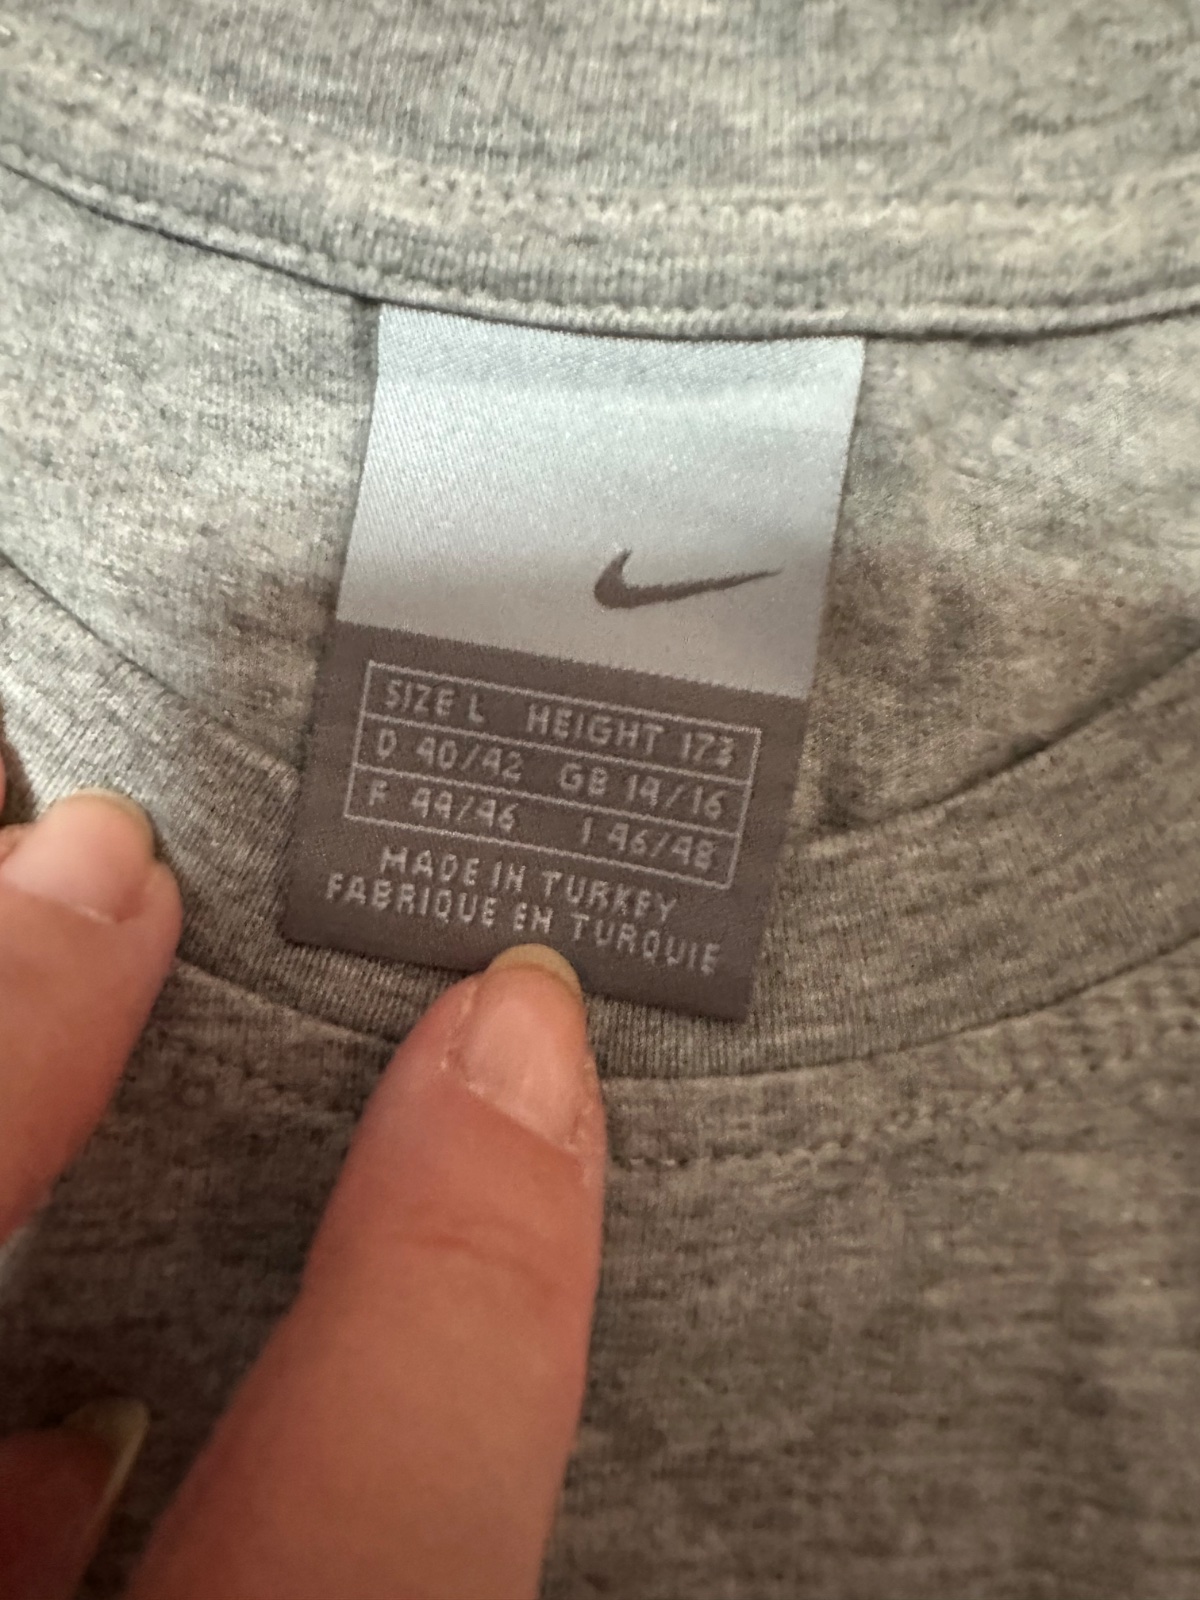 SIZE L HEIGHT 173
D 40/42 GB 14/16
F 44/46 I 46/48
MADE IN TURKEY
FABRIQUE EN TURQUIE